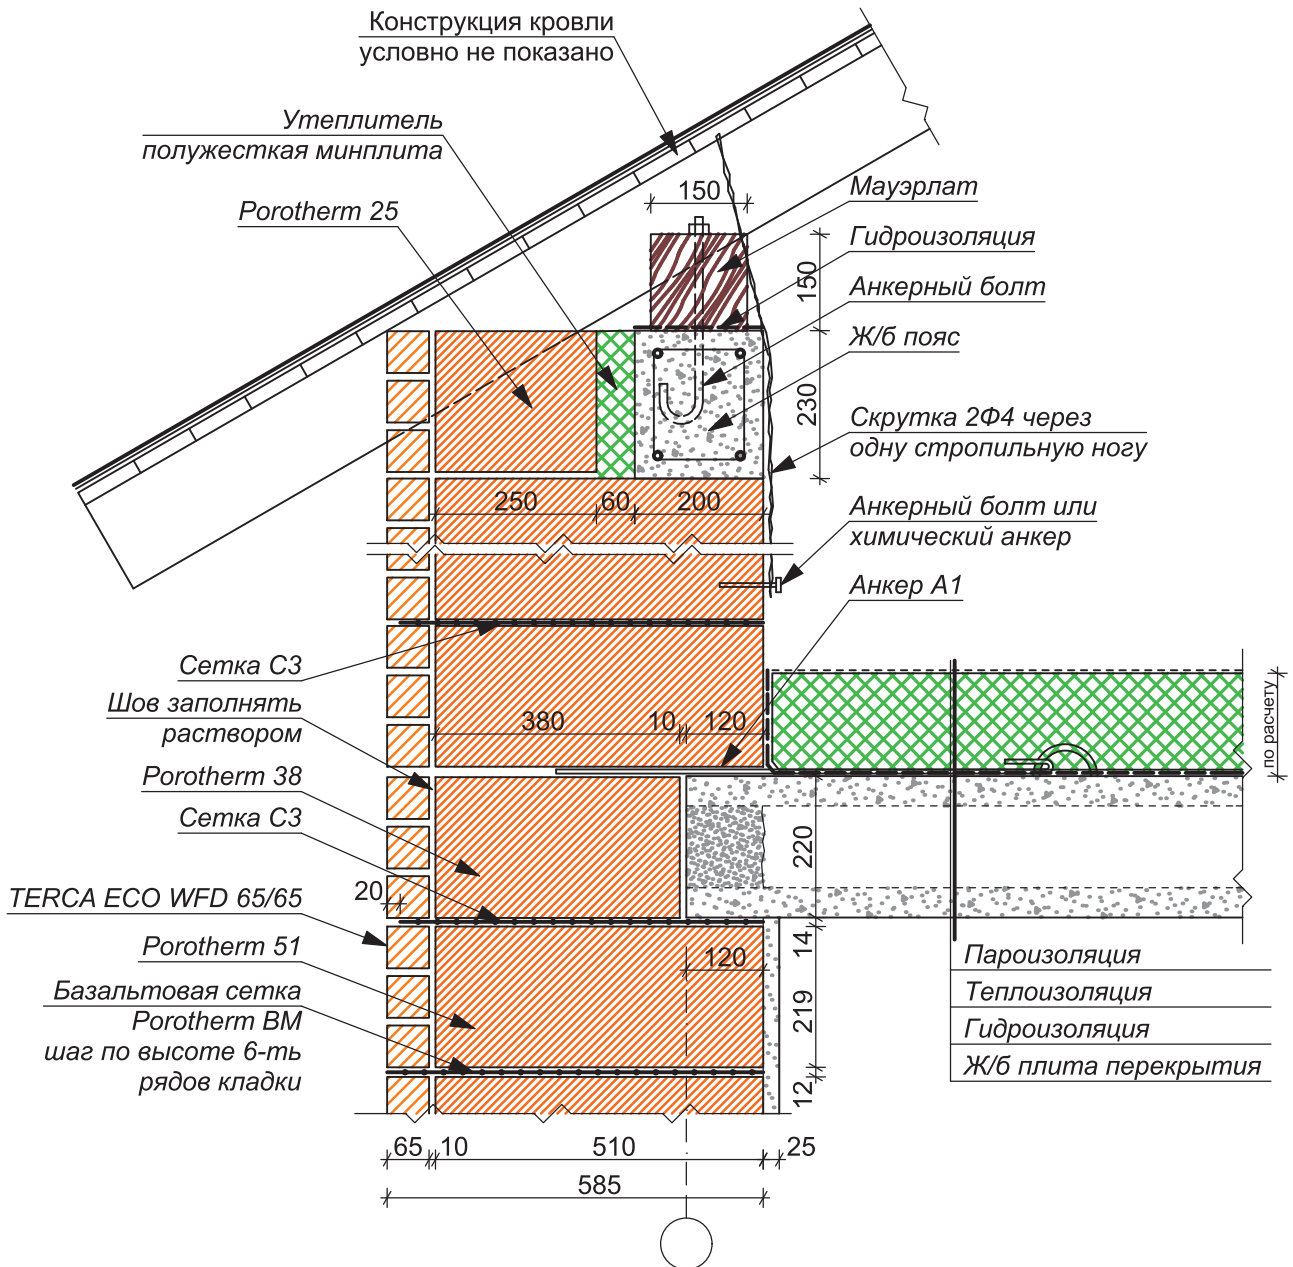 Конструкция кровли
условно не показано
Утеплитель
полужесткая минплита
Porotherm 25
150
Мауэрлат
Гидроизоляция
150
Анкерный болт
Ж/б пояс
230
Скрутка 2Ф4 через
одну стропильную ногу
250
60
200
Анкерный болт или
химический анкер
Анкер А1
Сетка С3
Шов заполнять
раствором
380
10
120
по расчету
Porotherm 38
Сетка С3
220
20
TERCA ECO WFD 65/65
14
Porotherm 51
120
Базальтовая сетка
Porotherm BM
шаг по высоте 6-ть
рядов кладки
219
12
Пароизоляция
Теплоизоляция
Гидроизоляция
Ж/б плита перекрытия
65
10
510
25
585